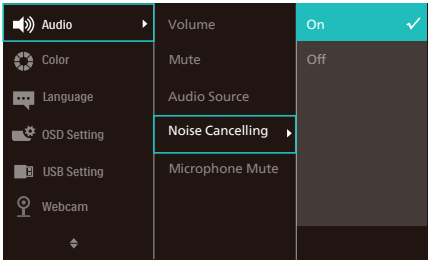 Audio
Color
Language
OSD Setting
USB Setting
Webcam
Volume
Mute
Audio Source
Noise Cancelling
Microphone Mute
On
Off